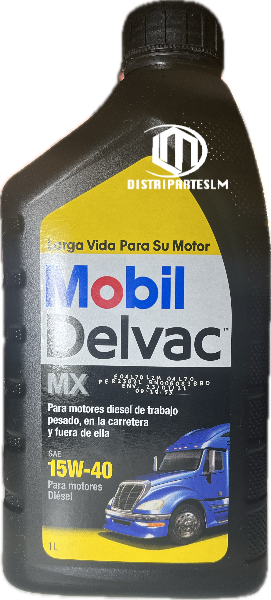 DISTRIPARTESLM
Larga Vida Para Su Motor
Mobil
Delvac™
MX
Para motores diesel de trabajo
pesado, en la carretera
y fuera de ella
SAE
15W-40
Para motores
Diésel
1L